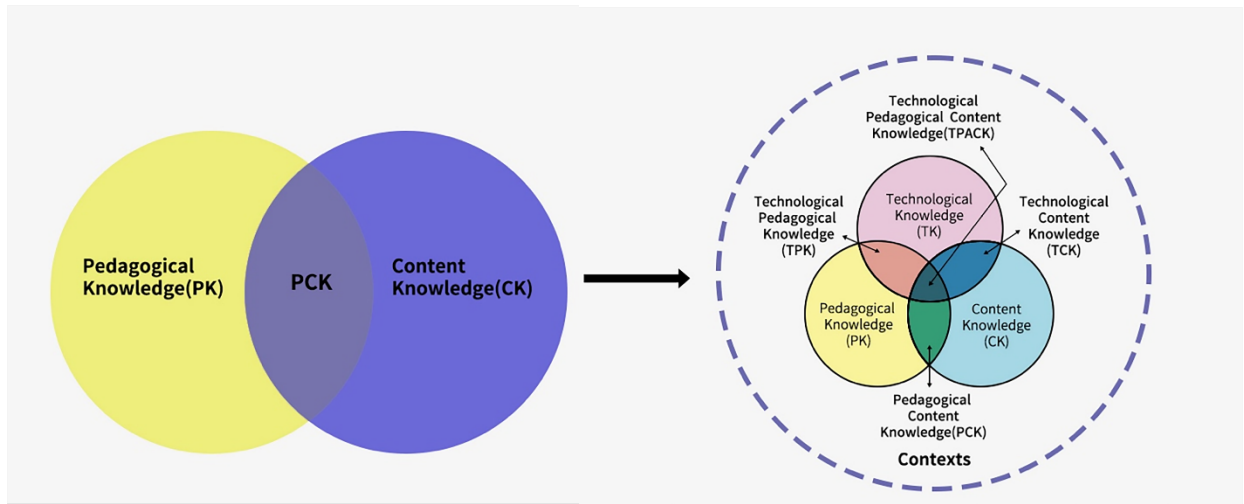 Pedagogical
Knowledge(PK)
PCK
Content
Knowledge(CK)
Technological
Pedagogical Content
Knowledge(TPACK)
Technological
Pedagogical
Knowledge
(TPK)
Technological
Knowledge
(TK)
Technological
Content
Knowledge
(TCK)
Pedagogical
Knowledge
(PK)
Content
Knowledge
(CK)
Pedagogical
Content
Knowledge(PCK)
Contexts